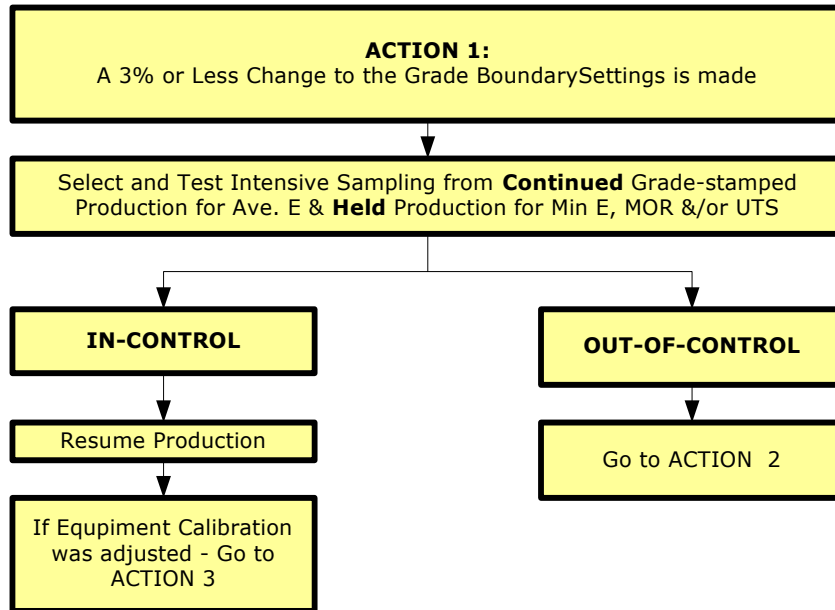 ACTION 1:
A 3% or Less Change to the Grade BoundarySettings is made
Select and Test Intensive Sampling from Continued Grade-stamped
Production for Ave. E & Held Production for Min E, MOR &/or UTS
IN-CONTROL
OUT-OF-CONTROL
Resume Production
Go to ACTION 2
If Equpiment Calibration
was adjusted - Go to
ACTION 3